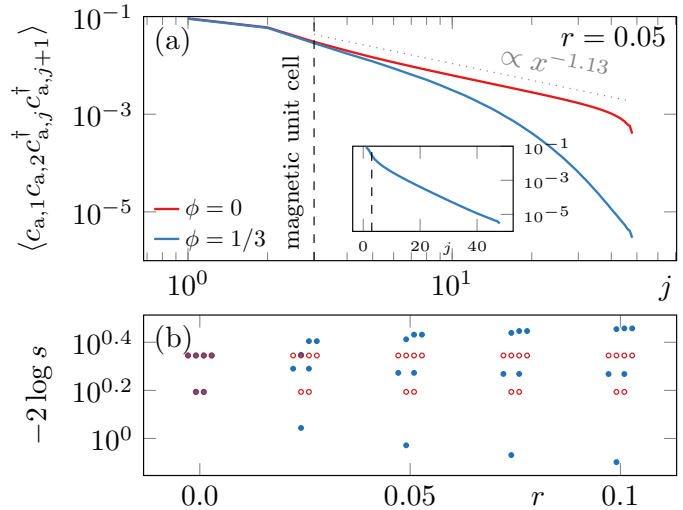 (a)
r = 0.05
∝ x^{−1.13}
⟨c_{a,1}c_{a,2}c^†_{a,j}c^†_{a,j+1}⟩
10^{−1}
10^{−3}
10^{−5}
magnetic unit cell
ϕ = 0
ϕ = 1/3
10^{−1}
10^{−3}
10^{−5}
0 20 j 40
10^0 10^1 j
(b)
−2 log s
10^{0.4}
10^{0.2}
10^0
0.0 0.05 r 0.1